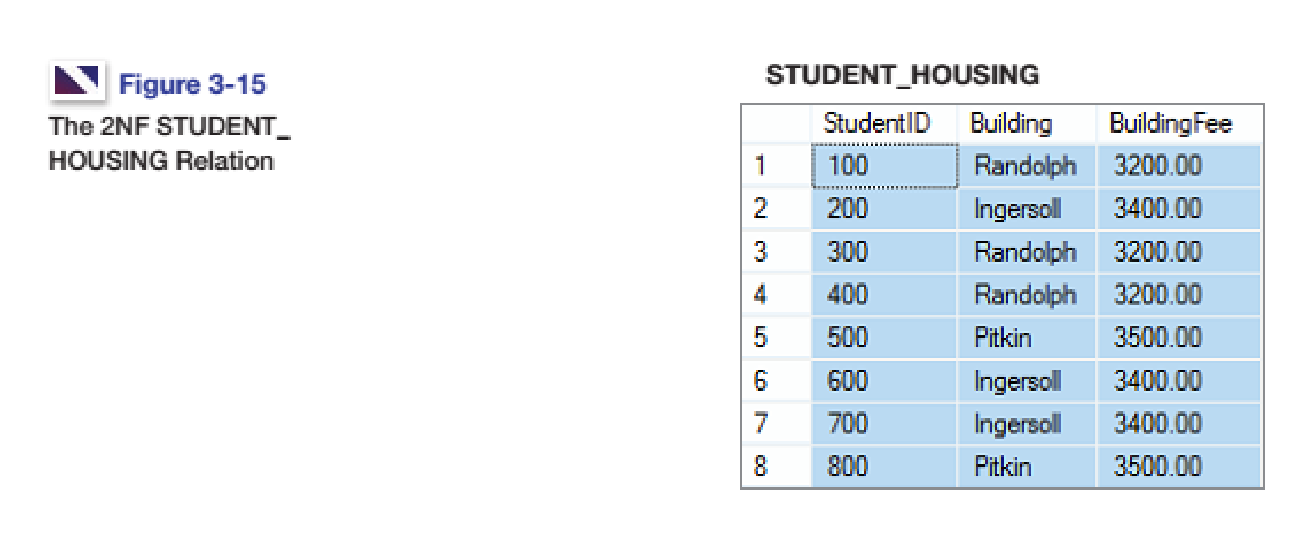 Figure 3-15
The 2NF STUDENT_
HOUSING Relation
STUDENT_HOUSING
StudentID Building BuildingFee
1 100 Randolph 3200.00
2 200 Ingersoll 3400.00
3 300 Randolph 3200.00
4 400 Randolph 3200.00
5 500 Pitkin 3500.00
6 600 Ingersoll 3400.00
7 700 Ingersoll 3400.00
8 800 Pitkin 3500.00